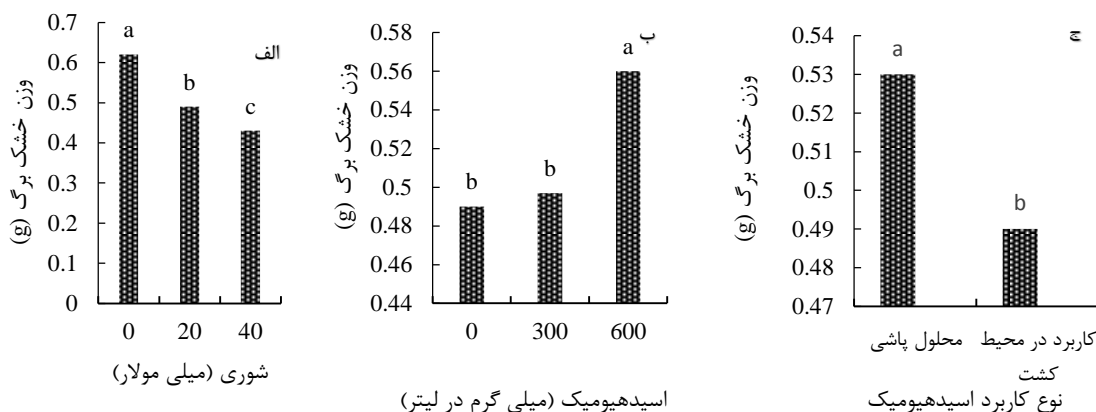 وزن خشک برگ (g)
0.7
0.6
0.5
0.4
0.3
0.2
0.1
0
a
b
c
الف
0 20 40
شوری (میلی مولار)
وزن خشک برگ (g)
0.58
0.56
0.54
0.52
0.5
0.48
0.46
0.44
b
b
a
ب
0 300 600
اسیدهیومیک (میلی گرم در لیتر)
وزن خشک برگ (g)
0.54
0.53
0.52
0.51
0.5
0.49
0.48
0.47
a
b
ج
محلول پاشی
کاربرد در محیط
کشت
نوع کاربرد اسیدهیومیک